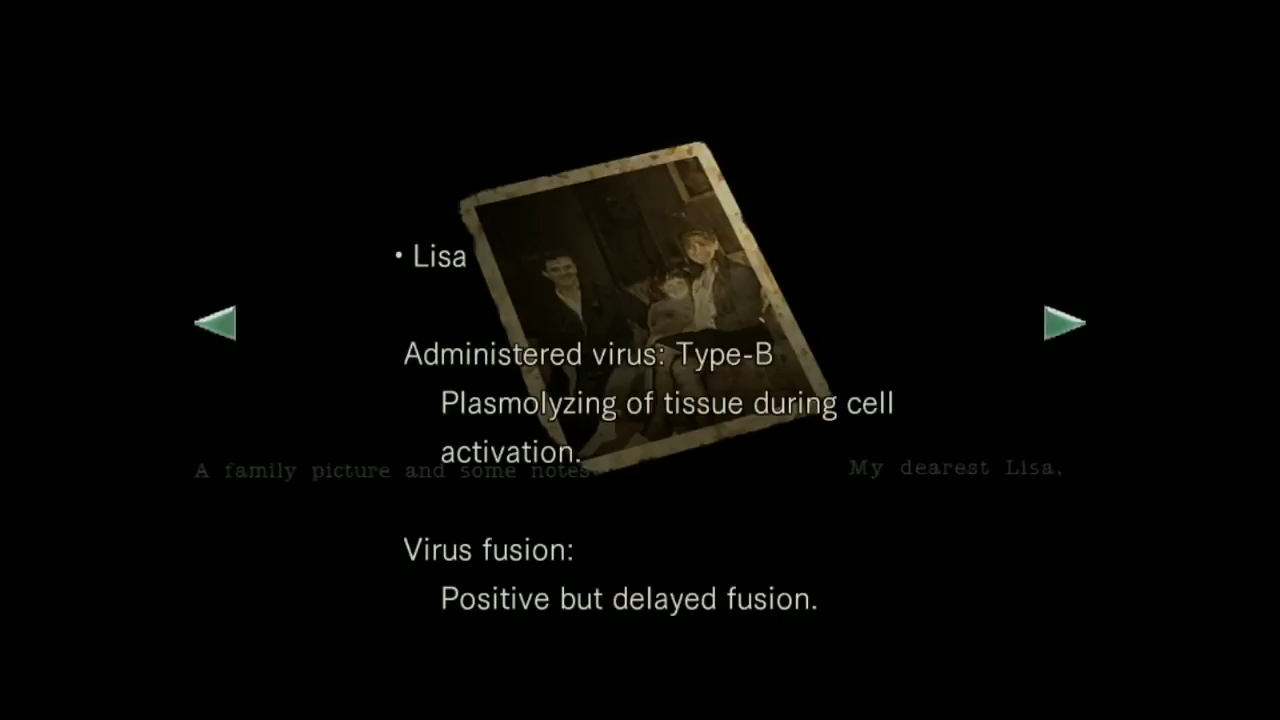 • Lisa
Administered virus: Type-B
Plasmolyzing of tissue during cell
activation.
A family picture and some notes.
My dearest Lisa,
Virus fusion:
Positive but delayed fusion.